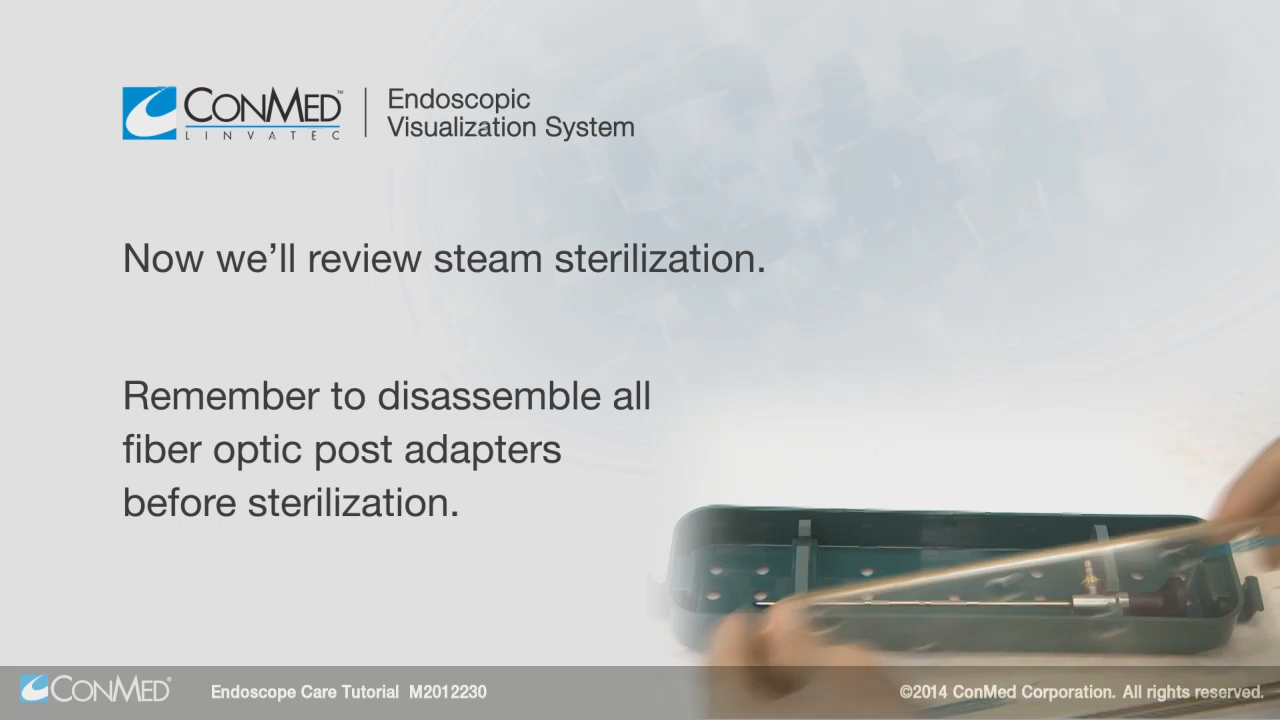 CONMED™
LINVATEC
Endoscopic
Visualization System
Now we’ll review steam sterilization.
Remember to disassemble all
fiber optic post adapters
before sterilization.
CONMED® Endoscope Care Tutorial M2012230 ©2014 ConMed Corporation. All rights reserved.